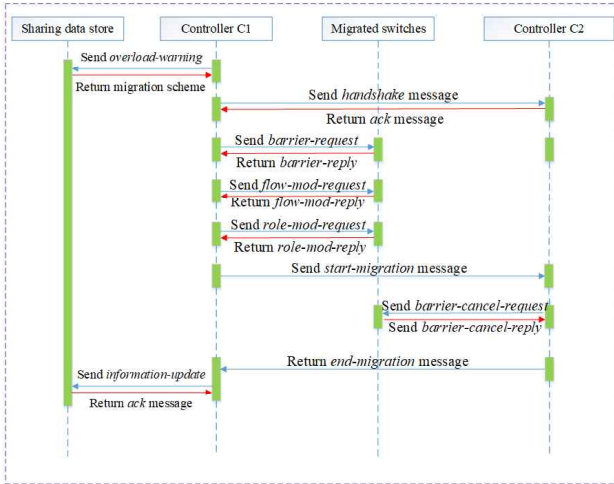 Sharing data store
Controller C1
Migrated switches
Controller C2
Send overload-warning
Return migration scheme
Send handshake message
Return ack message
Send barrier-request
Return barrier-reply
Send flow-mod-request
Return flow-mod-reply
Send role-mod-request
Return role-mod-reply
Send start-migration message
Send barrier-cancel-request
Send barrier-cancel-reply
Return end-migration message
Send information-update
Return ack message